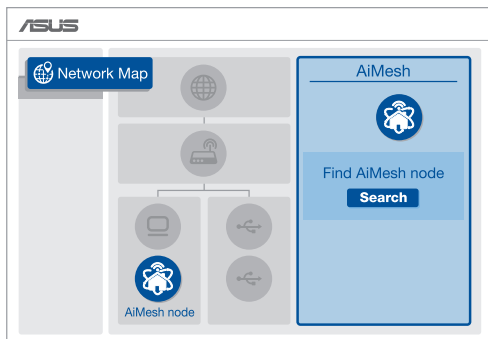 ASUS
Network Map
AiMesh
Find AiMesh node
Search
AiMesh node